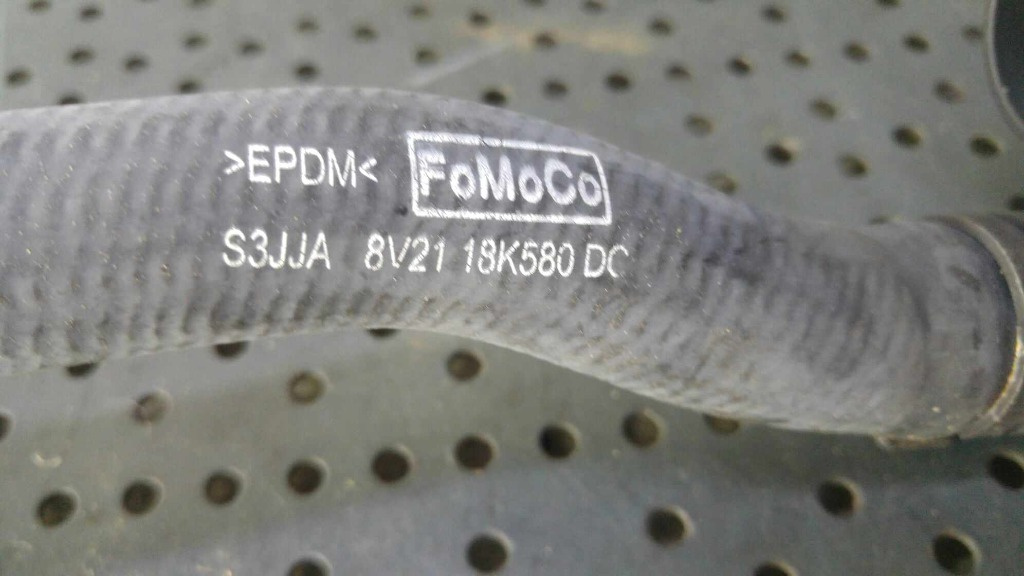 >EPDM< FoMoCo
S3JJA 8V21 18K580 DC